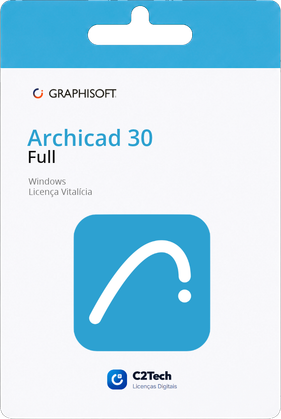 GRAPHISOFT
Archicad 30
Full
Windows
Licença Vitalícia
C2Tech
Licenças Digitais